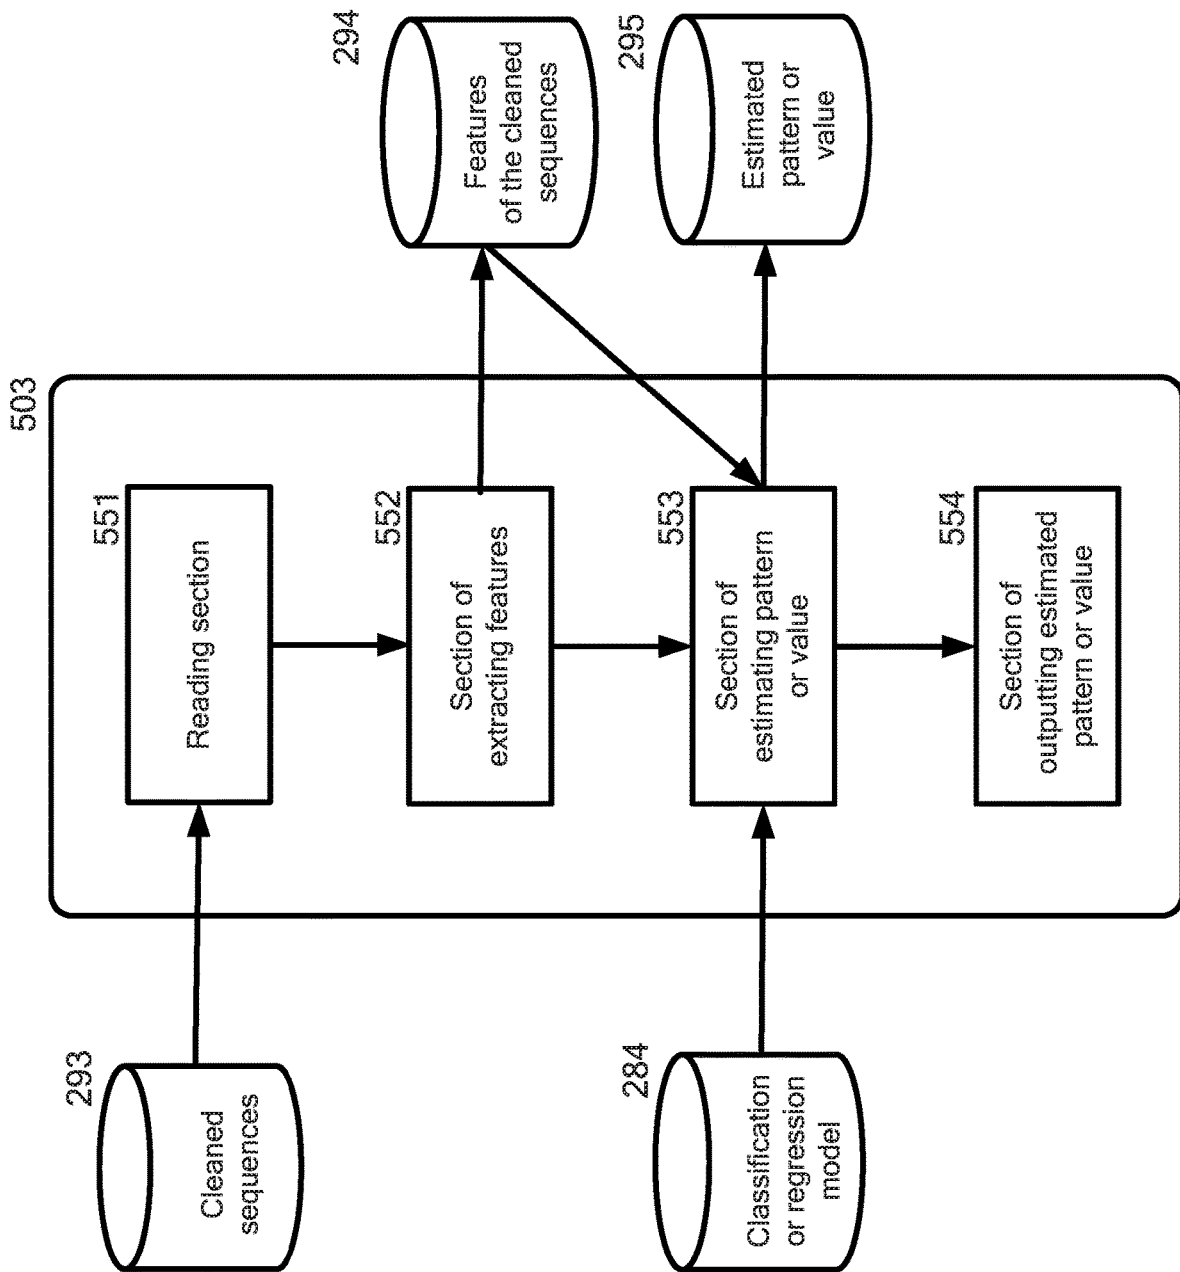 503
293
Cleaned
sequences
551
Reading section
294
Features
of the cleaned
sequences
552
Section of
extracting features
284
Classification
or regression
model
553
Section of
estimating pattern
or value
295
Estimated
pattern or
value
554
Section of
outputting estimated
pattern or value